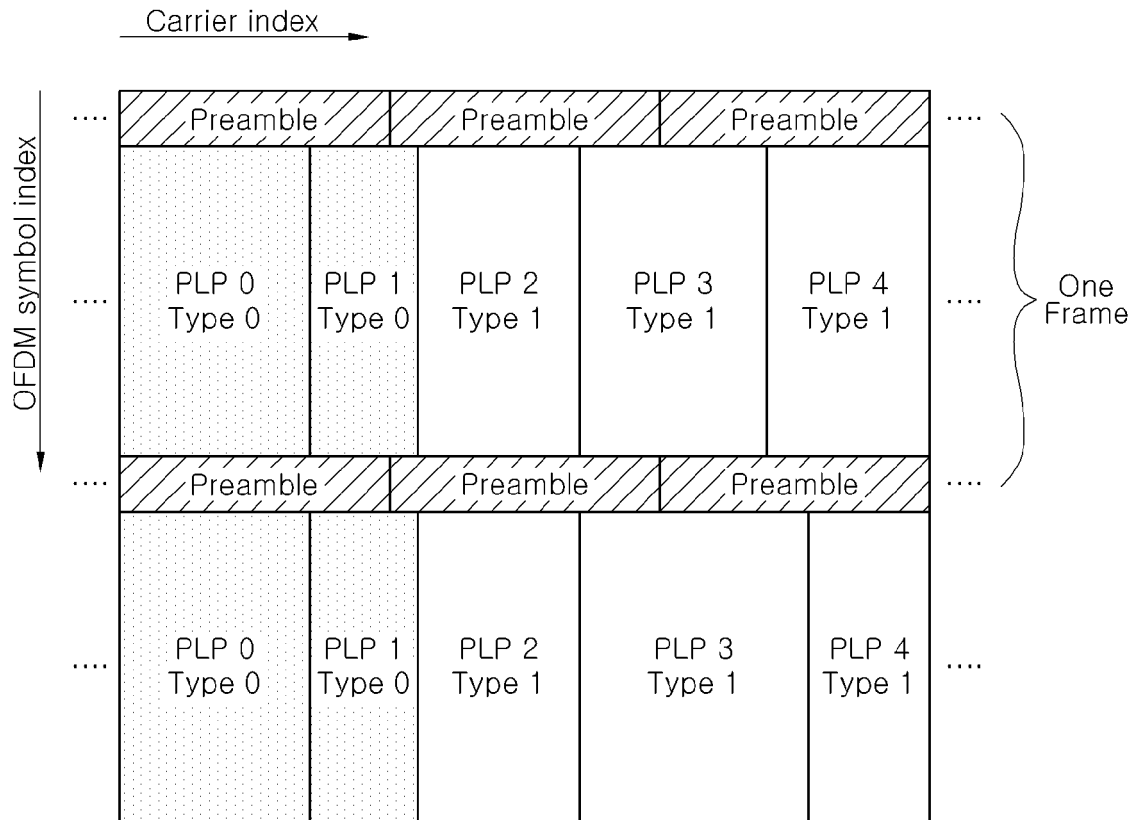 Carrier index
OFDM symbol index
.... Preamble Preamble Preamble ....
.... PLP 0 PLP 1 PLP 2 PLP 3 PLP 4 ....
Type 0 Type 0 Type 1 Type 1 Type 1
One
Frame
.... Preamble Preamble Preamble ....
.... PLP 0 PLP 1 PLP 2 PLP 3 PLP 4 ....
Type 0 Type 0 Type 1 Type 1 Type 1